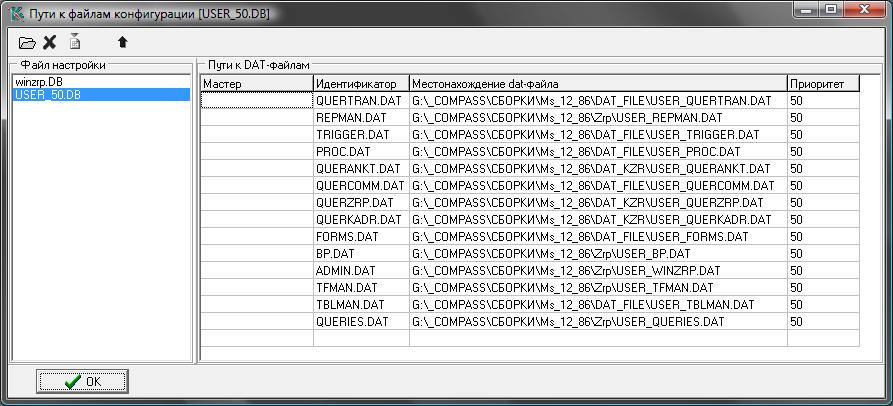 Пути к файлам конфигурации [USER_50.DB]
Файл настройки
winzrp.DB
USER_50.DB
Пути к DAT-файлам
Мастер Идентификатор Местонахождение dat-файла Приоритет
QUERTRAN.DAT G:\_COMPASS\СБОРКИ\Ms_12_86\DAT_FILE\USER_QUERTRAN.DAT 50
REPMAN.DAT G:\_COMPASS\СБОРКИ\Ms_12_86\Zrp\USER_REPMAN.DAT 50
TRIGGER.DAT G:\_COMPASS\СБОРКИ\Ms_12_86\DAT_FILE\USER_TRIGGER.DAT 50
PROC.DAT G:\_COMPASS\СБОРКИ\Ms_12_86\DAT_FILE\USER_PROC.DAT 50
QUERANKT.DAT G:\_COMPASS\СБОРКИ\Ms_12_86\DAT_KZR\USER_QUERANKT.DAT 50
QUERCOMM.DAT G:\_COMPASS\СБОРКИ\Ms_12_86\DAT_FILE\USER_QUERCOMM.DAT 50
QUERZRP.DAT G:\_COMPASS\СБОРКИ\Ms_12_86\DAT_KZR\USER_QUERZRP.DAT 50
QUERKADR.DAT G:\_COMPASS\СБОРКИ\Ms_12_86\DAT_KZR\USER_QUERKADR.DAT 50
FORMS.DAT G:\_COMPASS\СБОРКИ\Ms_12_86\DAT_FILE\USER_FORMS.DAT 50
BP.DAT G:\_COMPASS\СБОРКИ\Ms_12_86\Zrp\USER_BP.DAT 50
ADMIN.DAT G:\_COMPASS\СБОРКИ\Ms_12_86\Zrp\USER_WINZRP.DAT 50
TFMAN.DAT G:\_COMPASS\СБОРКИ\Ms_12_86\Zrp\USER_TFMAN.DAT 50
TBLMAN.DAT G:\_COMPASS\СБОРКИ\Ms_12_86\DAT_FILE\USER_TBLMAN.DAT 50
QUERIES.DAT G:\_COMPASS\СБОРКИ\Ms_12_86\Zrp\USER_QUERIES.DAT 50
OK